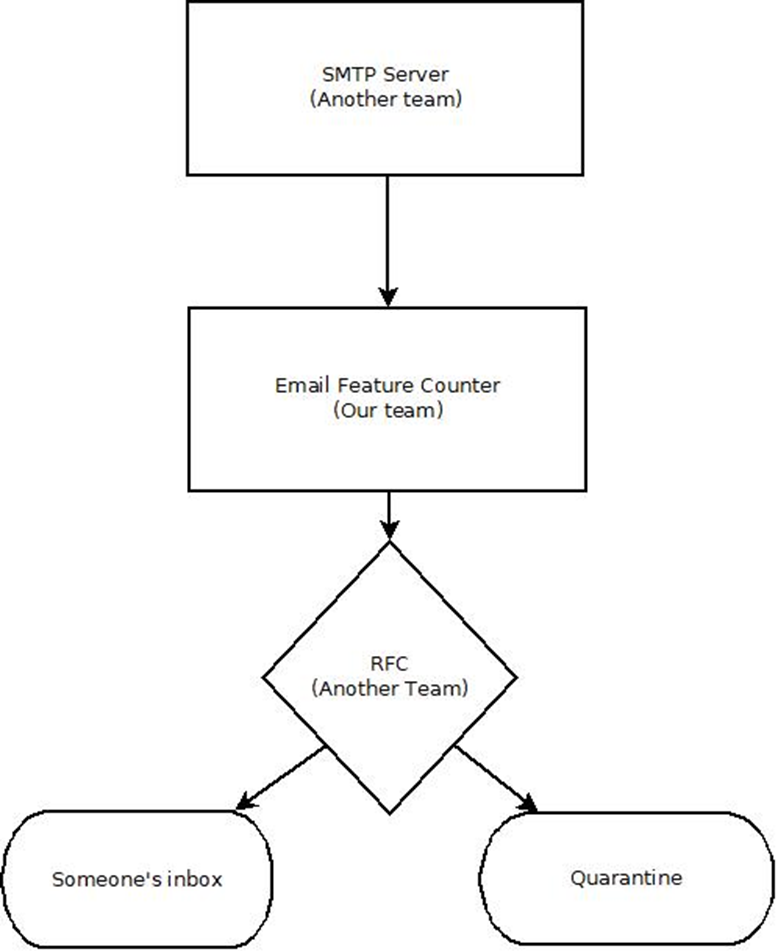 SMTP Server
(Another team)
Email Feature Counter
(Our team)
RFC
(Another Team)
Someone's inbox
Quarantine